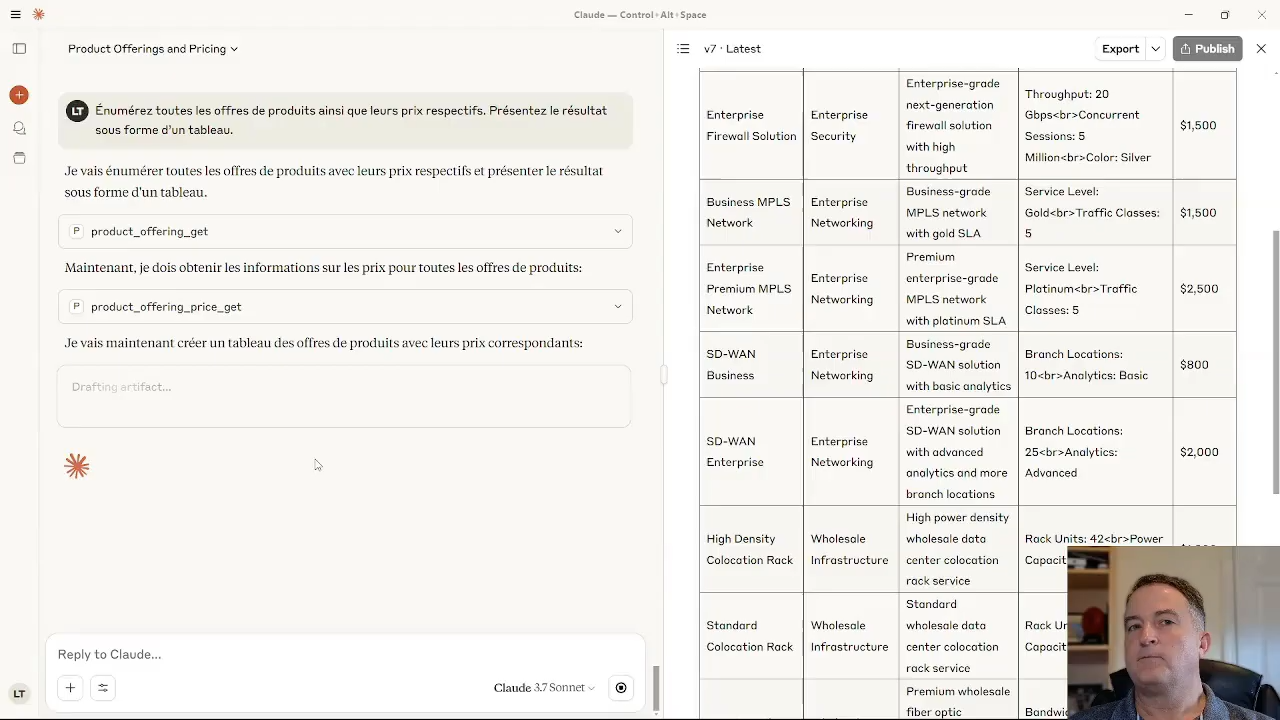 Claude — Control+Alt+Space
Product Offerings and Pricing
LT
Énumérez toutes les offres de produits ainsi que leurs prix respectifs. Présentez le résultat
sous forme d'un tableau.
Je vais énumérer toutes les offres de produits avec leurs prix respectifs et présenter le résultat
sous forme d'un tableau.
P product_offering_get
Maintenant, je dois obtenir les informations sur les prix pour toutes les offres de produits:
P product_offering_price_get
Je vais maintenant créer un tableau des offres de produits avec leurs prix correspondants:
Drafting artifact...
Reply to Claude...
Claude 3.7 Sonnet
LT
v7 · Latest
Export
Publish
Enterprise
Firewall Solution
Enterprise
Security
Enterprise-grade
next-generation
firewall solution
with high
throughput
Throughput: 20
Gbps<br>Concurrent
Sessions: 5
Million<br>Color: Silver
$1,500
Business MPLS
Network
Enterprise
Networking
Business-grade
MPLS network
with gold SLA
Service Level:
Gold<br>Traffic Classes:
5
$1,500
Enterprise
Premium MPLS
Network
Enterprise
Networking
Premium
enterprise-grade
MPLS network
with platinum SLA
Service Level:
Platinum<br>Traffic
Classes: 5
$2,500
SD-WAN
Business
Enterprise
Networking
Business-grade
SD-WAN solution
with basic analytics
Branch Locations:
10<br>Analytics: Basic
$800
SD-WAN
Enterprise
Enterprise
Networking
Enterprise-grade
SD-WAN solution
with advanced
analytics and more
branch locations
Branch Locations:
25<br>Analytics:
Advanced
$2,000
High Density
Colocation Rack
Wholesale
Infrastructure
High power density
wholesale data
center colocation
rack service
Rack Units: 42<br>Power
Capacit
Standard
Colocation Rack
Wholesale
Infrastructure
Standard
wholesale data
center colocation
rack service
Rack Un
Capacit
Premium wholesale
fiber optic
Bandwid